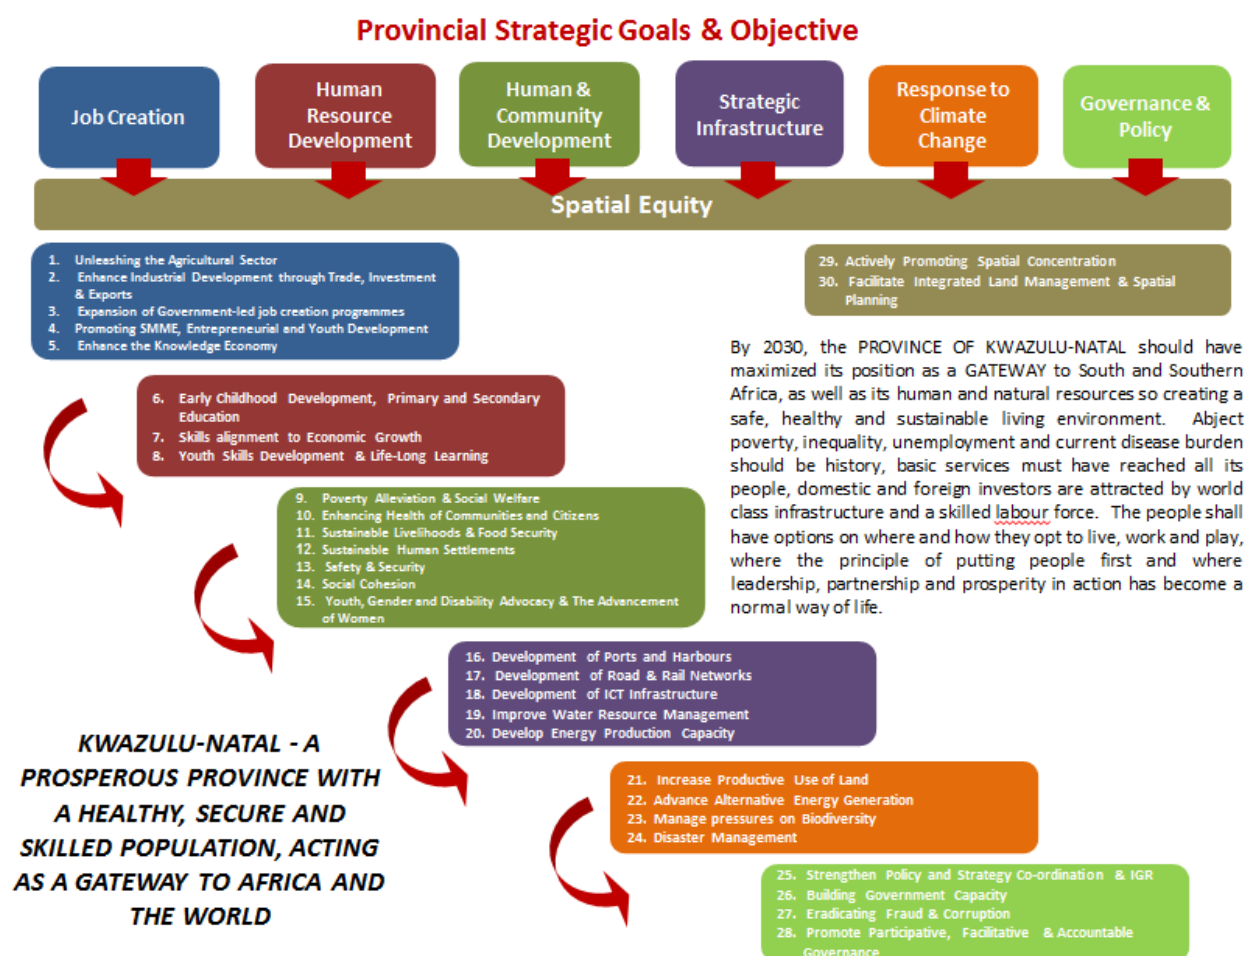 Provincial Strategic Goals & Objective
Job Creation
Human
Resource
Development
Human &
Community
Development
Strategic
Infrastructure
Response to
Climate
Change
Governance &
Policy
Spatial Equity
1. Unleashing the Agricultural Sector
2. Enhance Industrial Development through Trade, Investment
& Exports
3. Expansion of Government-led job creation programmes
4. Promoting SMME, Entrepreneurial and Youth Development
5. Enhance the Knowledge Economy
29. Actively Promoting Spatial Concentration
30. Facilitate Integrated Land Management & Spatial
Planning
6. Early Childhood Development, Primary and Secondary
Education
7. Skills alignment to Economic Growth
8. Youth Skills Development & Life-Long Learning
By 2030, the PROVINCE OF KWAZULU-NATAL should have
maximized its position as a GATEWAY to South and Southern
Africa, as well as its human and natural resources so creating a
safe, healthy and sustainable living environment. Abject
poverty, inequality, unemployment and current disease burden
should be history, basic services must have reached all its
people, domestic and foreign investors are attracted by world
class infrastructure and a skilled labour force. The people shall
have options on where and how they opt to live, work and play,
where the principle of putting people first and where
leadership, partnership and prosperity in action has become a
normal way of life.
9. Poverty Alleviation & Social Welfare
10. Enhancing Health of Communities and Citizens
11. Sustainable Livelihoods & Food Security
12. Sustainable Human Settlements
13. Safety & Security
14. Social Cohesion
15. Youth, Gender and Disability Advocacy & The Advancement
of Women
16. Development of Ports and Harbours
17. Development of Road & Rail Networks
18. Development of ICT Infrastructure
19. Improve Water Resource Management
20. Develop Energy Production Capacity
KWAZULU-NATAL - A
PROSPEROUS PROVINCE WITH
A HEALTHY, SECURE AND
SKILLED POPULATION, ACTING
AS A GATEWAY TO AFRICA AND
THE WORLD
21. Increase Productive Use of Land
22. Advance Alternative Energy Generation
23. Manage pressures on Biodiversity
24. Disaster Management
25. Strengthen Policy and Strategy Co-ordination & IGR
26. Building Government Capacity
27. Eradicating Fraud & Corruption
28. Promote Participative, Facilitative & Accountable
Governance